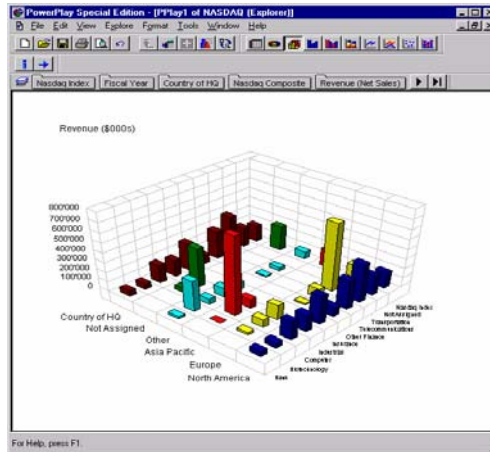 PowerPlay Special Edition - [PPlay1 of NASDAQ (Explorer)]
File Edit View Explore Format Tools Window Help
Nasdaq Index Fiscal Year Country of HQ Nasdaq Composite Revenue (Net Sales)
Revenue ($000s)
800'000
700'000
600'000
500'000
400'000
300'000
200'000
100'000
0
Country of HQ
Not Assigned
Other
Asia Pacific
Europe
North America
Nasdaq Index
Not Assigned
Transportation
Telecommunications
Other Finance
Insurance
Industrial
Computer
Biotechnology
Bank
For Help, press F1.